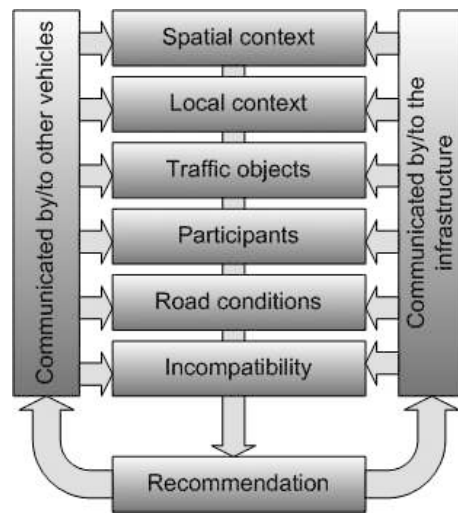 Spatial context
Local context
Traffic objects
Participants
Road conditions
Incompatibility
Recommendation
Communicated by/to other vehicles
Communicated by/to the
infrastructure